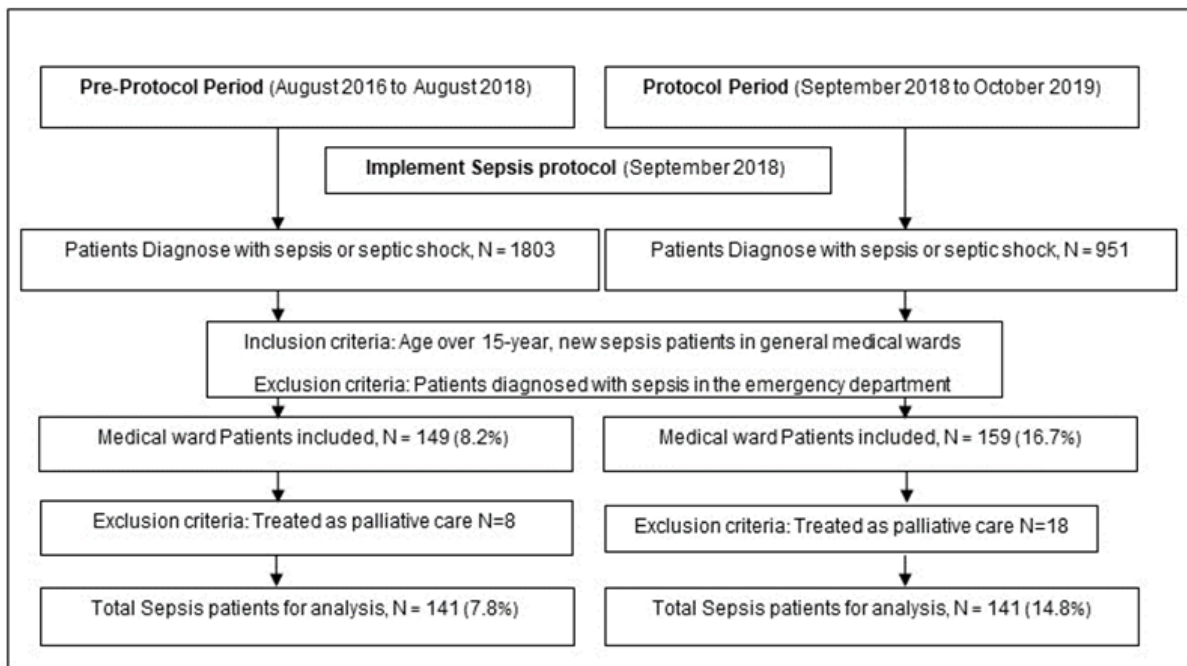 Pre-Protocol Period (August 2016 to August 2018)
Protocol Period (September 2018 to October 2019)
Implement Sepsis protocol (September 2018)
Patients Diagnose with sepsis or septic shock, N = 1803
Patients Diagnose with sepsis or septic shock, N = 951
Inclusion criteria: Age over 15-year, new sepsis patients in general medical wards
Exclusion criteria: Patients diagnosed with sepsis in the emergency department
Medical ward Patients included, N = 149 (8.2%)
Medical ward Patients included, N = 159 (16.7%)
Exclusion criteria: Treated as palliative care N=8
Exclusion criteria: Treated as palliative care N=18
Total Sepsis patients for analysis, N = 141 (7.8%)
Total Sepsis patients for analysis, N = 141 (14.8%)